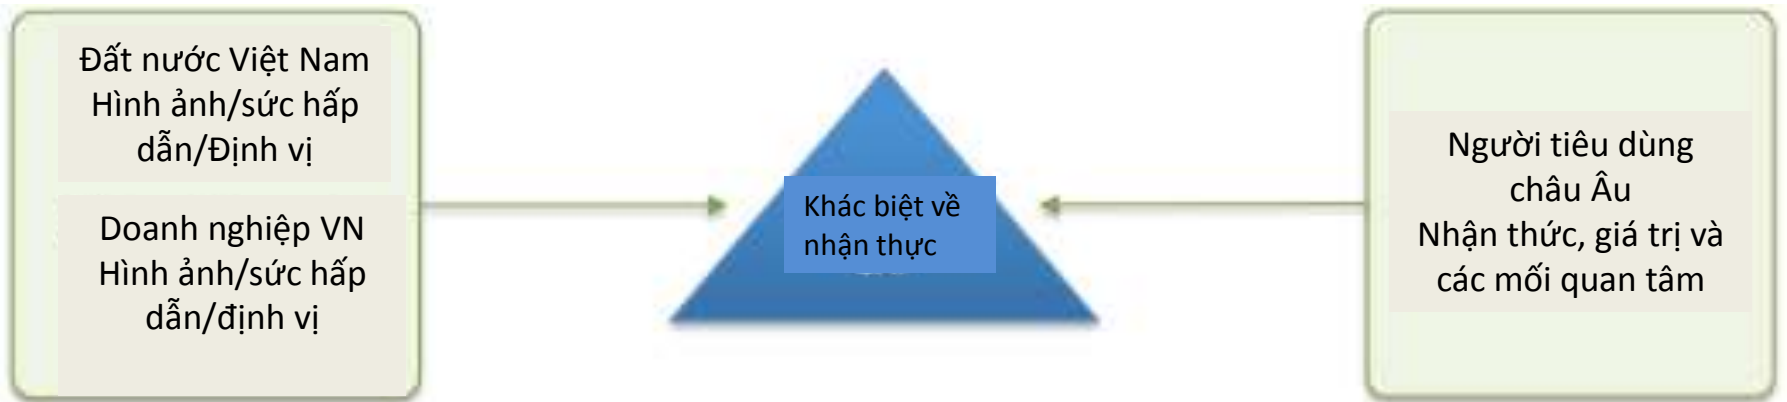 Đất nước Việt Nam
Hình ảnh/sức hấp
dẫn/Định vị
Doanh nghiệp VN
Hình ảnh/sức hấp
dẫn/định vị
Khác biệt về
nhận thức
Người tiêu dùng
châu Âu
Nhận thức, giá trị và
các mối quan tâm